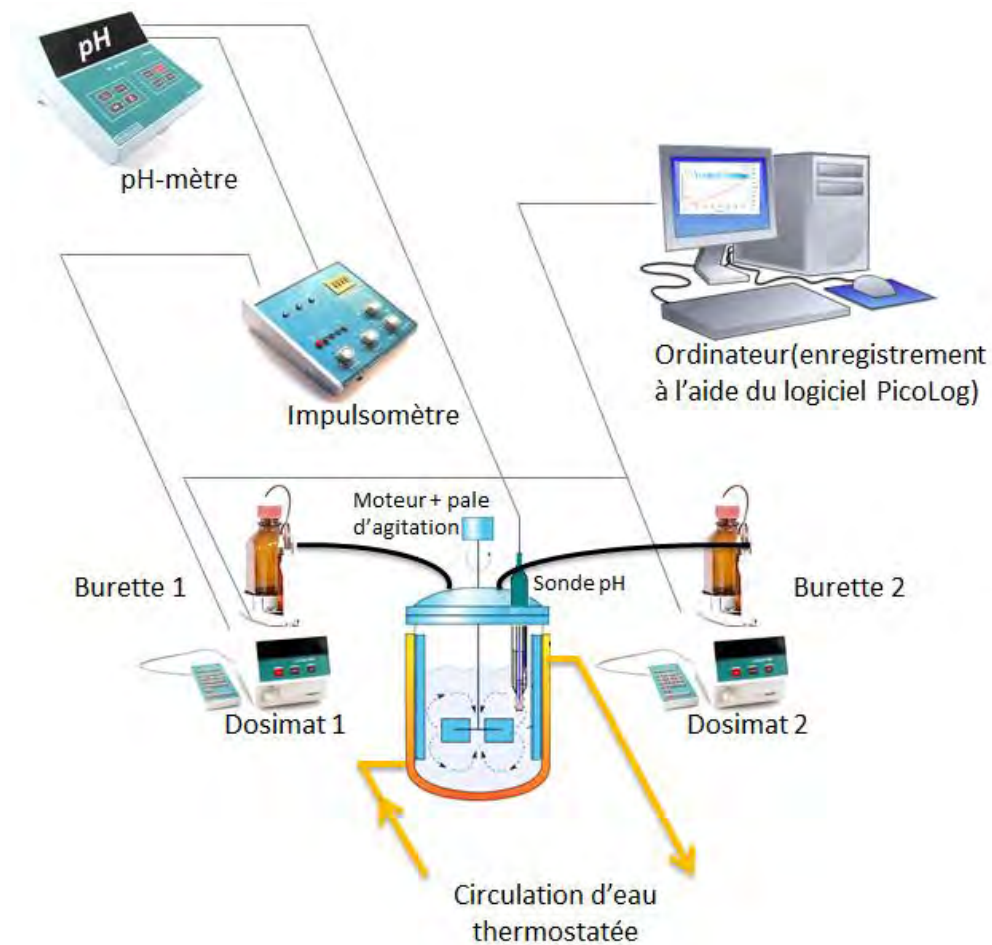 pH
pH-mètre
Impulsomètre
Ordinateur(enregistrement
à l'aide du logiciel PicoLog)
Moteur + pale
d'agitation
Burette 1
Sonde pH
Burette 2
Dosimat 1
Dosimat 2
Circulation d'eau
thermostatée